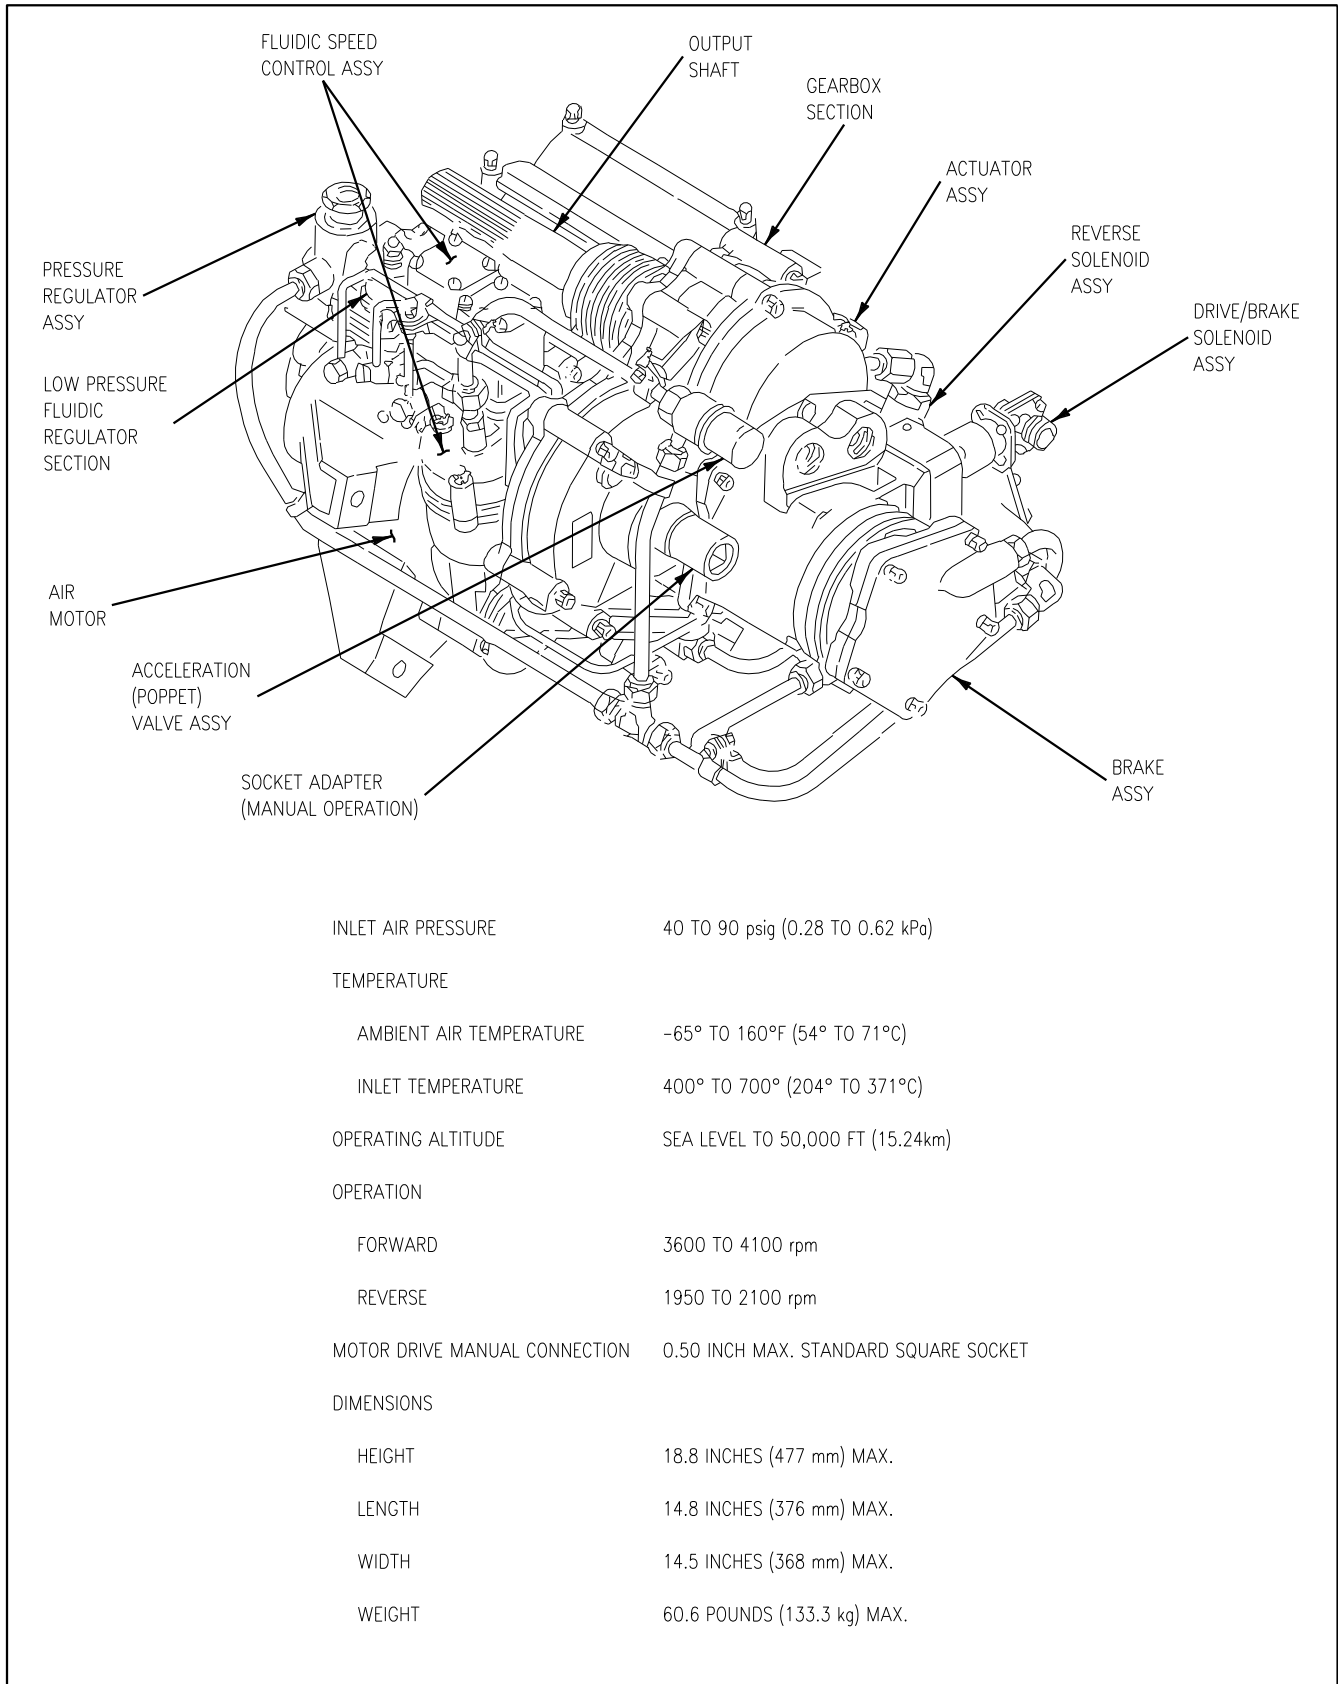 FLUIDIC SPEED
CONTROL ASSY
OUTPUT
SHAFT
GEARBOX
SECTION
ACTUATOR
ASSY
REVERSE
SOLENOID
ASSY
DRIVE/BRAKE
SOLENOID
ASSY
PRESSURE
REGULATOR
ASSY
LOW PRESSURE
FLUIDIC
REGULATOR
SECTION
AIR
MOTOR
ACCELERATION
(POPPET)
VALVE ASSY
SOCKET ADAPTER
(MANUAL OPERATION)
BRAKE
ASSY
INLET AIR PRESSURE 40 TO 90 psig (0.28 TO 0.62 kPa)
TEMPERATURE
AMBIENT AIR TEMPERATURE -65° TO 160°F (54° TO 71°C)
INLET TEMPERATURE 400° TO 700° (204° TO 371°C)
OPERATING ALTITUDE SEA LEVEL TO 50,000 FT (15.24km)
OPERATION
FORWARD 3600 TO 4100 rpm
REVERSE 1950 TO 2100 rpm
MOTOR DRIVE MANUAL CONNECTION 0.50 INCH MAX. STANDARD SQUARE SOCKET
DIMENSIONS
HEIGHT 18.8 INCHES (477 mm) MAX.
LENGTH 14.8 INCHES (376 mm) MAX.
WIDTH 14.5 INCHES (368 mm) MAX.
WEIGHT 60.6 POUNDS (133.3 kg) MAX.